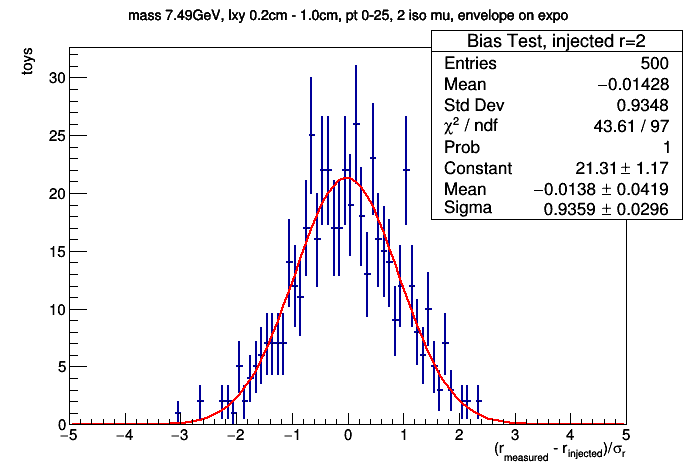 mass 7.49GeV, lxy 0.2cm - 1.0cm, pt 0-25, 2 iso mu, envelope on expo
Bias Test, injected r=2
Entries 500
Mean −0.01428
Std Dev 0.9348
χ² / ndf 43.61 / 97
Prob 1
Constant 21.31 ± 1.17
Mean −0.0138 ± 0.0419
Sigma 0.9359 ± 0.0296
toys
30
25
20
15
10
5
0
−5 −4 −3 −2 −1 0 1 2 3 4 5
(r_measured - r_injected)/σ_r